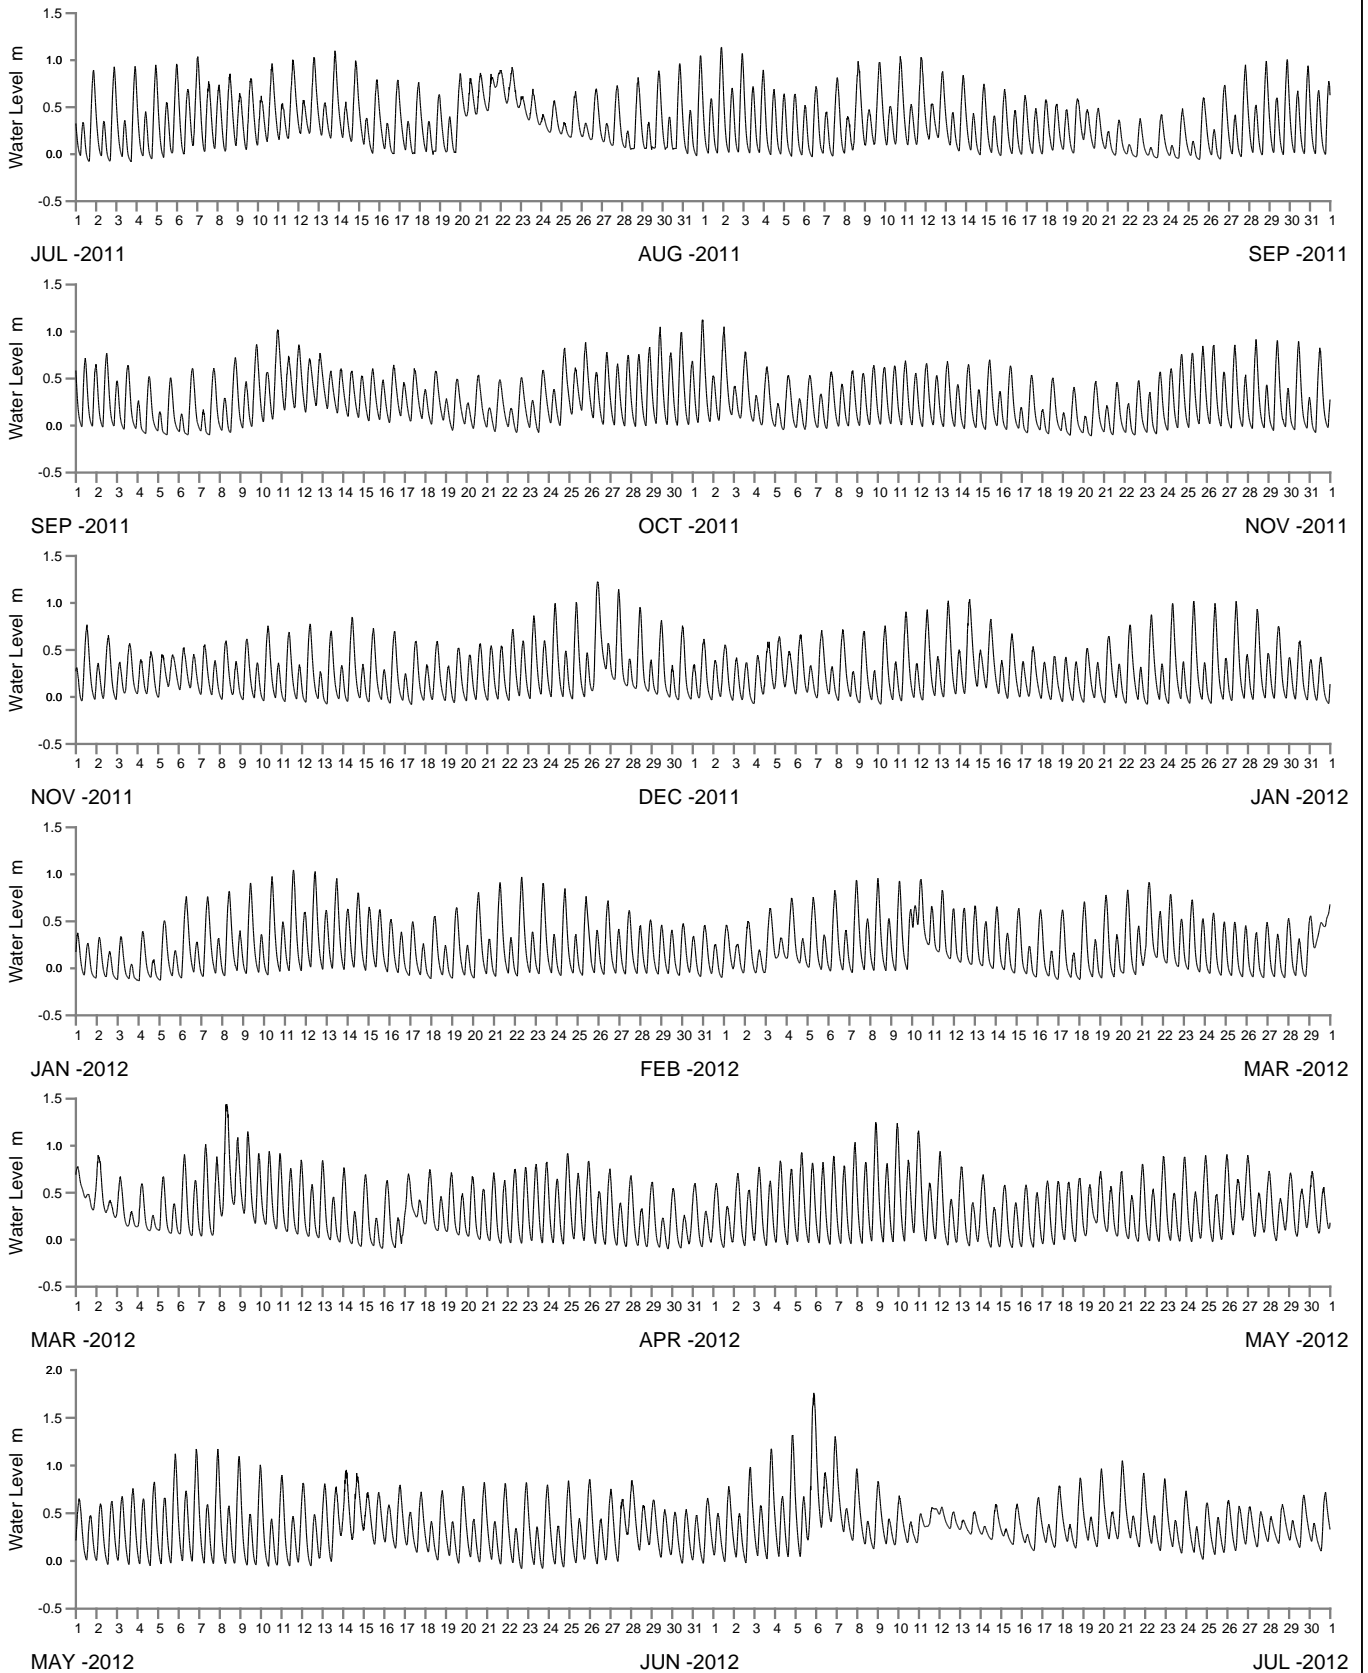 1.5
1.0
0.5
0.0
-0.5
Water Level m
1 2 3 4 5 6 7 8 9 10 11 12 13 14 15 16 17 18 19 20 21 22 23 24 25 26 27 28 29 30 31 1 2 3 4 5 6 7 8 9 10 11 12 13 14 15 16 17 18 19 20 21 22 23 24 25 26 27 28 29 30 31 1
JUL -2011 AUG -2011 SEP -2011
1.5
1.0
0.5
0.0
-0.5
Water Level m
1 2 3 4 5 6 7 8 9 10 11 12 13 14 15 16 17 18 19 20 21 22 23 24 25 26 27 28 29 30 1 2 3 4 5 6 7 8 9 10 11 12 13 14 15 16 17 18 19 20 21 22 23 24 25 26 27 28 29 30 31 1
SEP -2011 OCT -2011 NOV -2011
1.5
1.0
0.5
0.0
-0.5
Water Level m
1 2 3 4 5 6 7 8 9 10 11 12 13 14 15 16 17 18 19 20 21 22 23 24 25 26 27 28 29 30 1 2 3 4 5 6 7 8 9 10 11 12 13 14 15 16 17 18 19 20 21 22 23 24 25 26 27 28 29 30 31 1
NOV -2011 DEC -2011 JAN -2012
1.5
1.0
0.5
0.0
-0.5
Water Level m
1 2 3 4 5 6 7 8 9 10 11 12 13 14 15 16 17 18 19 20 21 22 23 24 25 26 27 28 29 30 31 1 2 3 4 5 6 7 8 9 10 11 12 13 14 15 16 17 18 19 20 21 22 23 24 25 26 27 28 29 1
JAN -2012 FEB -2012 MAR -2012
1.5
1.0
0.5
0.0
-0.5
Water Level m
1 2 3 4 5 6 7 8 9 10 11 12 13 14 15 16 17 18 19 20 21 22 23 24 25 26 27 28 29 30 31 1 2 3 4 5 6 7 8 9 10 11 12 13 14 15 16 17 18 19 20 21 22 23 24 25 26 27 28 29 30 1
MAR -2012 APR -2012 MAY -2012
2.0
1.5
1.0
0.5
0.0
-0.5
Water Level m
1 2 3 4 5 6 7 8 9 10 11 12 13 14 15 16 17 18 19 20 21 22 23 24 25 26 27 28 29 30 31 1 2 3 4 5 6 7 8 9 10 11 12 13 14 15 16 17 18 19 20 21 22 23 24 25 26 27 28 29 30 1
MAY -2012 JUN -2012 JUL -2012